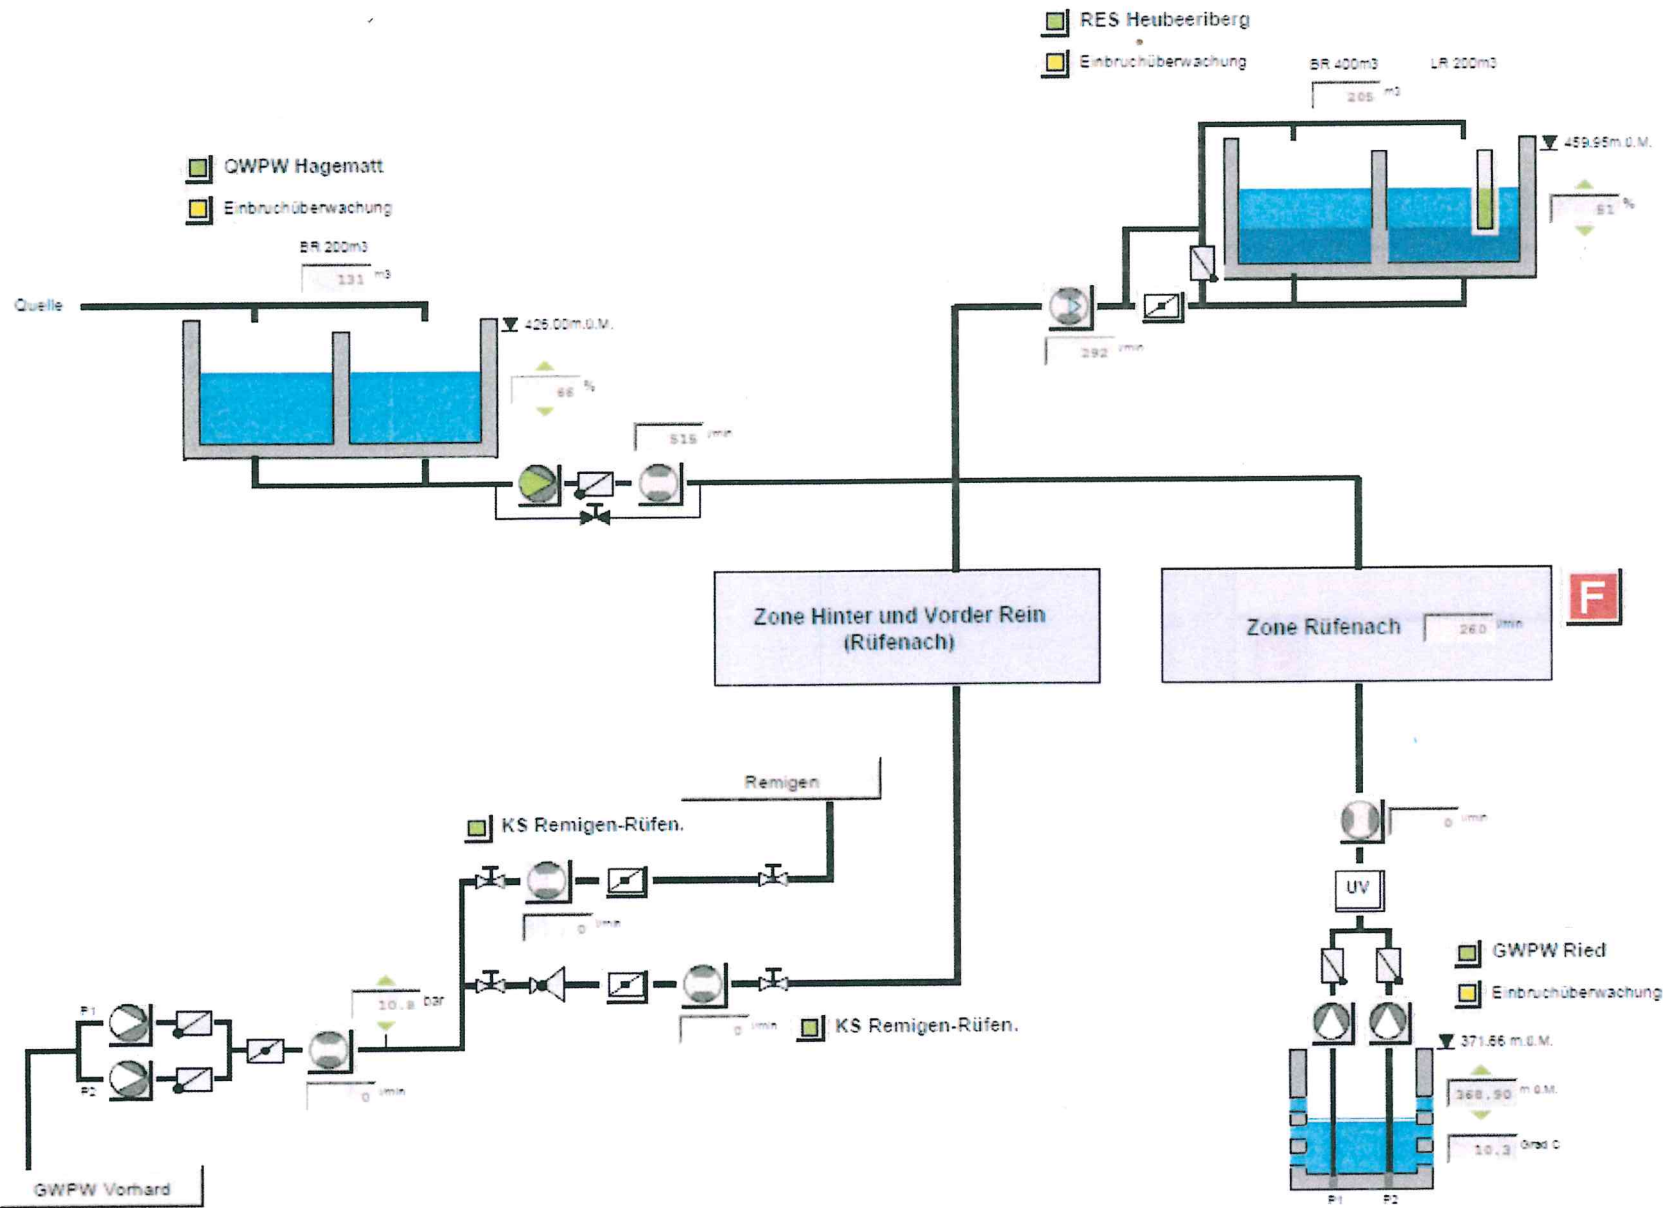 RES Heubeeriberg
Einbruchüberwachung
BR 400m3
LR 200m3
205 m3
459.95m.ü.M.
QWPW Hagematt
Einbruchüberwachung
BR 200m3
131 m3
Quelle
426.00m.ü.M.
66 %
%
292 l/min
515 l/min
Zone Hinter und Vorder Rein
(Rüfenach)
Zone Rüfenach
260 l/min
F
Remigen
KS Remigen-Rüfen.
0 l/min
0 l/min
UV
GWPW Ried
Einbruchüberwachung
10.8 bar
P1
P2
0 l/min
KS Remigen-Rüfen.
0 l/min
371.66 m.ü.M.
368.90 m ü.M.
10.3 Grad C
P1
P2
GWPW Vorhard